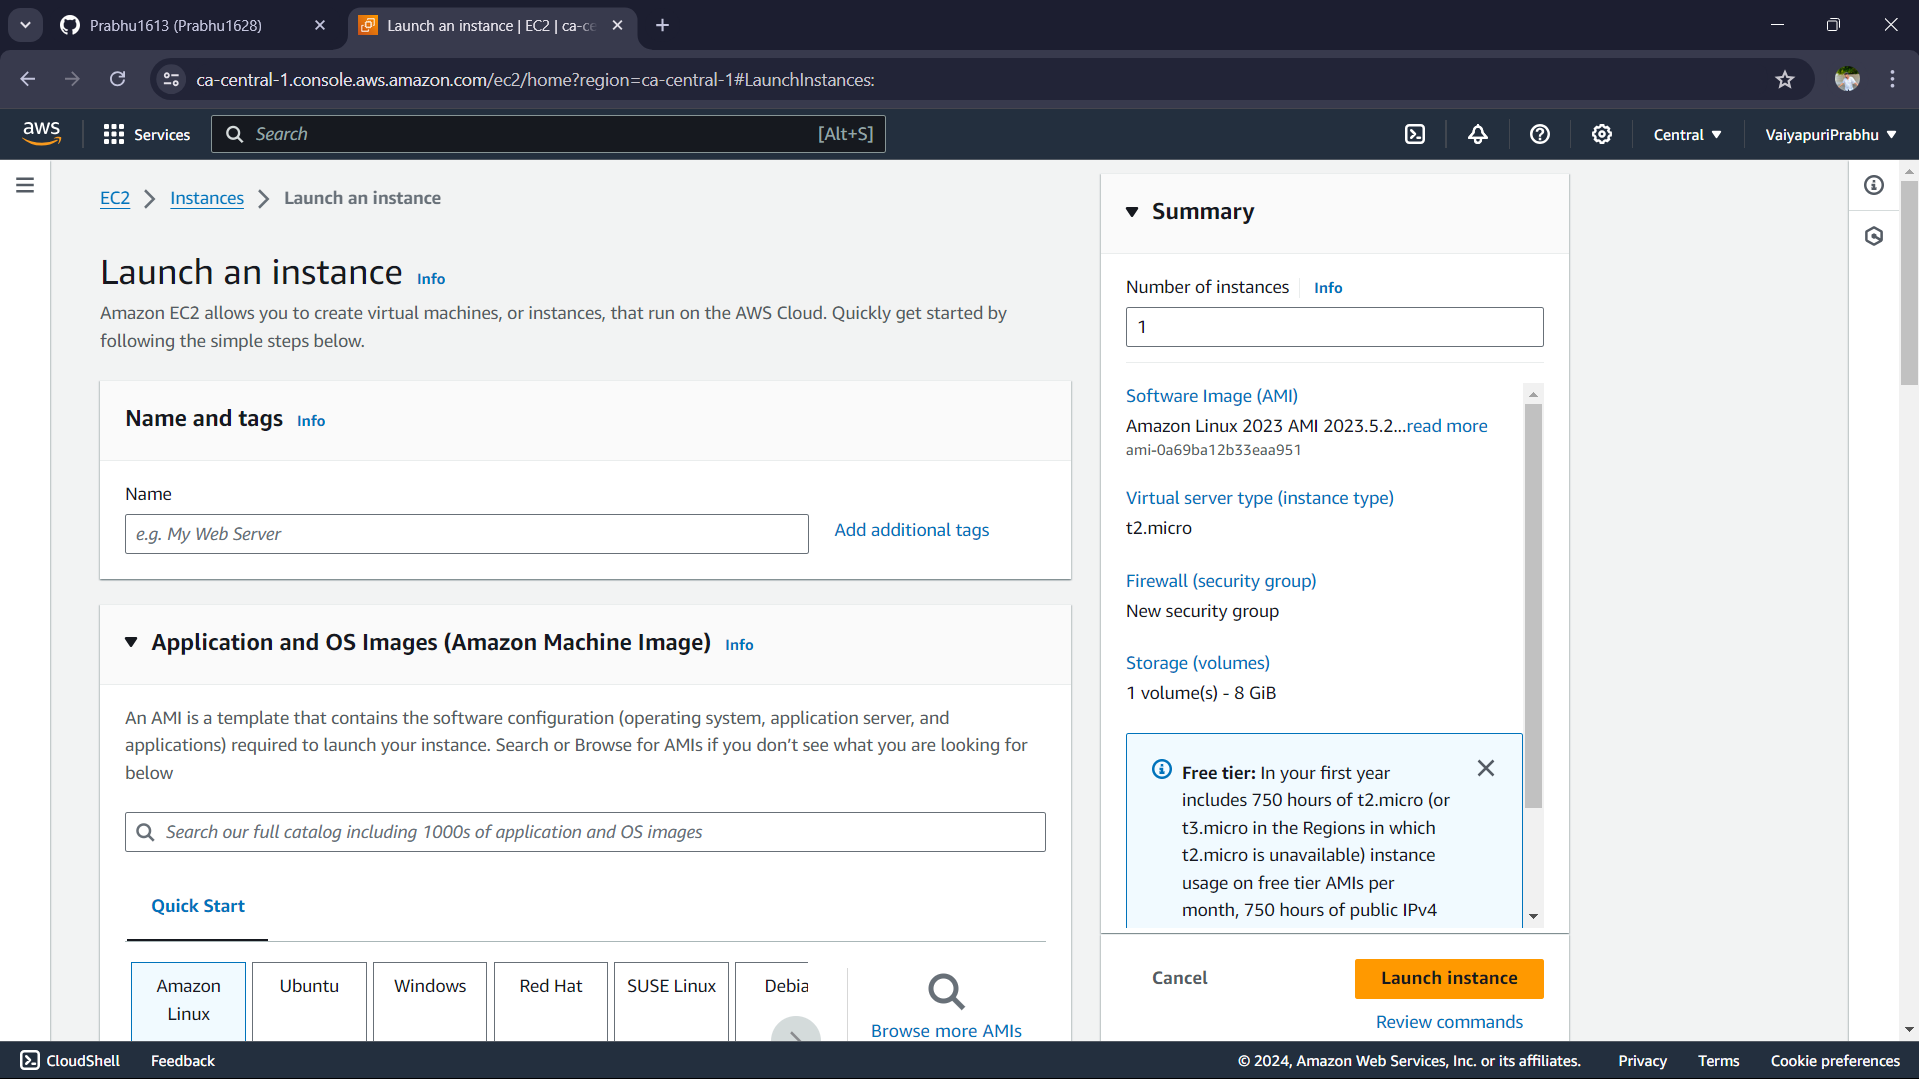 Prabhu1613 (Prabhu1628)
Launch an instance | EC2 | ca-ce
ca-central-1.console.aws.amazon.com/ec2/home?region=ca-central-1#LaunchInstances:
aws
Services
Search
[Alt+S]
Central
VaiyapuriPrabhu
EC2
Instances
Launch an instance
Launch an instance Info
Amazon EC2 allows you to create virtual machines, or instances, that run on the AWS Cloud. Quickly get started by
following the simple steps below.
Name and tags Info
Name
e.g. My Web Server
Add additional tags
Application and OS Images (Amazon Machine Image) Info
An AMI is a template that contains the software configuration (operating system, application server, and
applications) required to launch your instance. Search or Browse for AMIs if you don’t see what you are looking for
below
Search our full catalog including 1000s of application and OS images
Quick Start
Amazon
Linux
Ubuntu
Windows
Red Hat
SUSE Linux
Debia
Browse more AMIs
Summary
Number of instances Info
1
Software Image (AMI)
Amazon Linux 2023 AMI 2023.5.2...read more
ami-0a69ba12b33eaa951
Virtual server type (instance type)
t2.micro
Firewall (security group)
New security group
Storage (volumes)
1 volume(s) - 8 GiB
Free tier: In your first year
includes 750 hours of t2.micro (or
t3.micro in the Regions in which
t2.micro is unavailable) instance
usage on free tier AMIs per
month, 750 hours of public IPv4
Cancel
Launch instance
Review commands
CloudShell
Feedback
© 2024, Amazon Web Services, Inc. or its affiliates.
Privacy
Terms
Cookie preferences